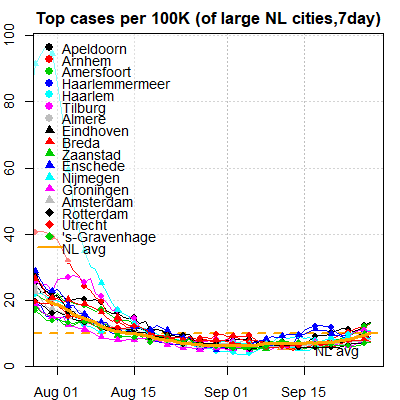 Top cases per 100K (of large NL cities,7day)
100
80
60
40
20
0
Apeldoorn
Arnhem
Amersfoort
Haarlemmermeer
Haarlem
Tilburg
Almere
Eindhoven
Breda
Zaanstad
Enschede
Nijmegen
Groningen
Amsterdam
Rotterdam
Utrecht
's-Gravenhage
NL avg
NL avg
Aug 01
Aug 15
Sep 01
Sep 15